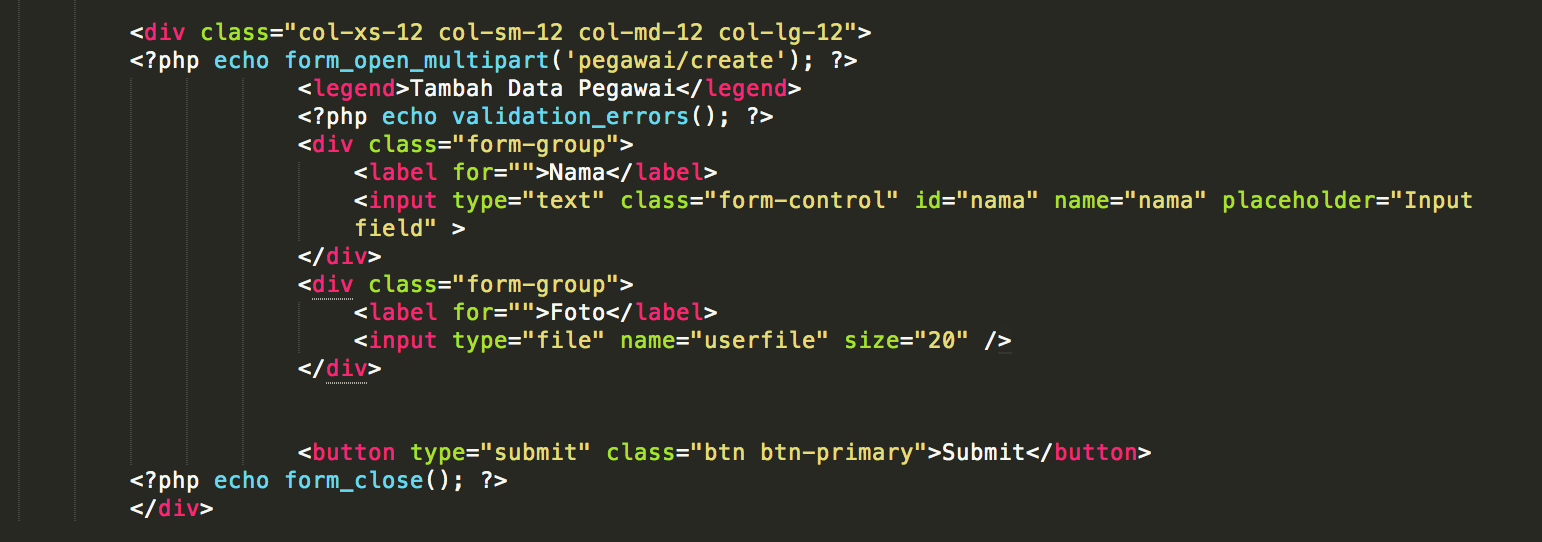 <div class="col-xs-12 col-sm-12 col-md-12 col-lg-12">
<?php echo form_open_multipart('pegawai/create'); ?>
<legend>Tambah Data Pegawai</legend>
<?php echo validation_errors(); ?>
<div class="form-group">
<label for="">Nama</label>
<input type="text" class="form-control" id="nama" name="nama" placeholder="Input
field" >
</div>
<div class="form-group">
<label for="">Foto</label>
<input type="file" name="userfile" size="20" />
</div>
<button type="submit" class="btn btn-primary">Submit</button>
<?php echo form_close(); ?>
</div>